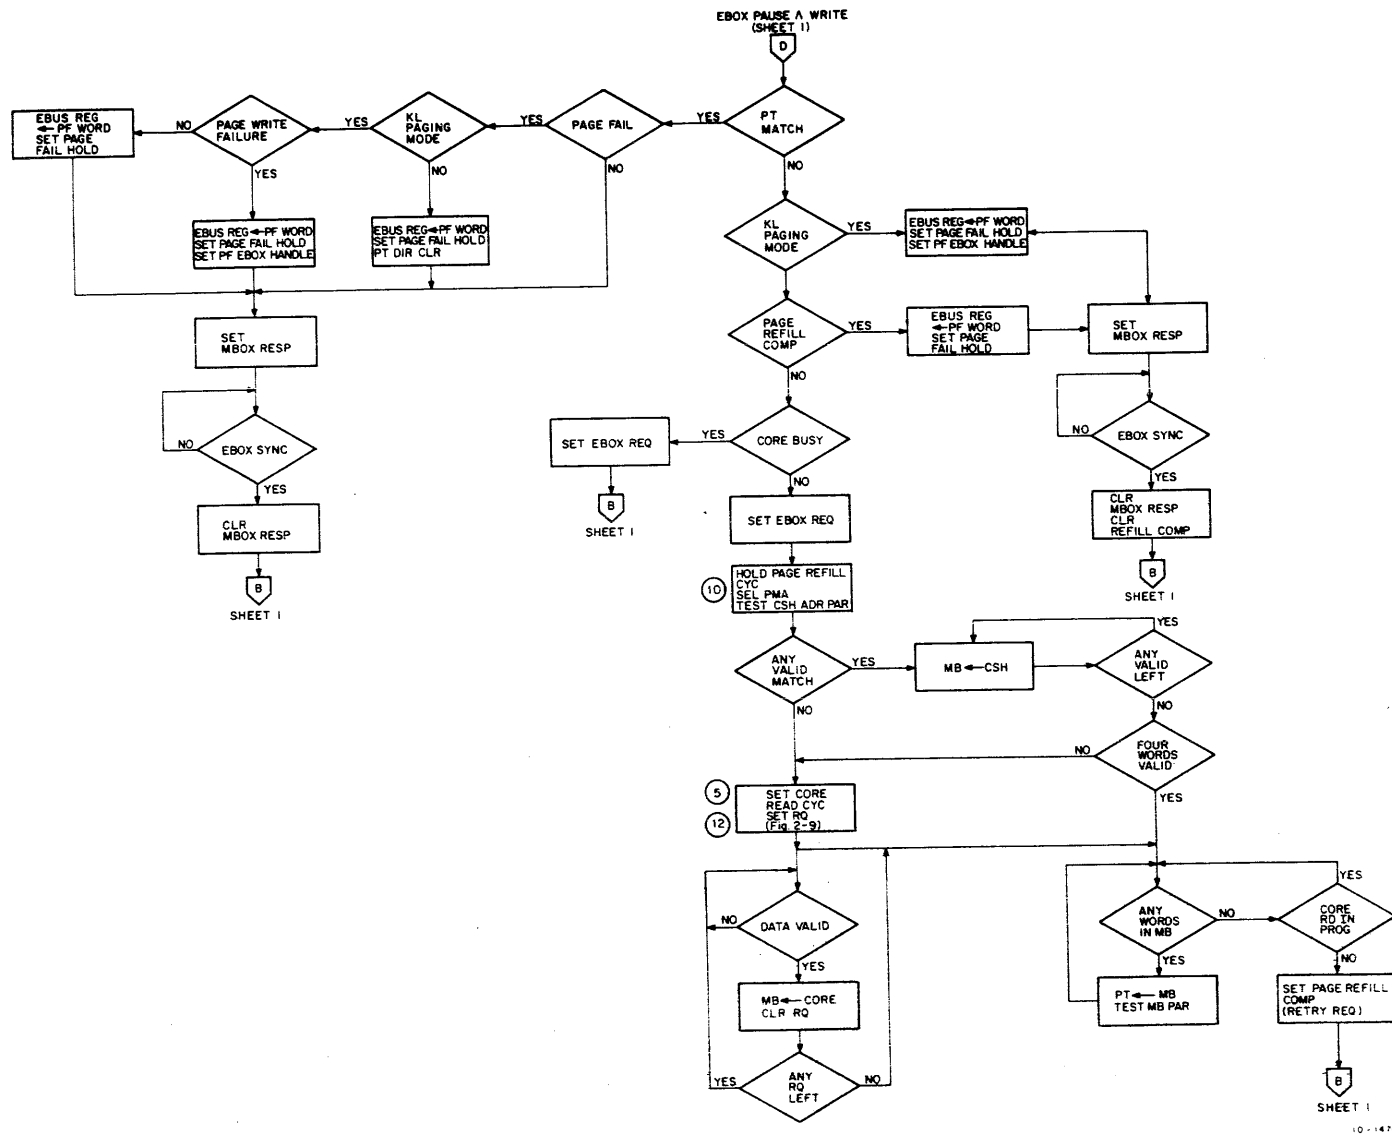 EBOX PAUSE Λ WRITE
(SHEET 1)
D
PT
MATCH
YES
NO
PAGE FAIL
YES
NO
KL
PAGING
MODE
YES
NO
PAGE WRITE
FAILURE
NO
YES
EBUS REG
←PF WORD
SET PAGE
FAIL HOLD
EBUS REG←PF WORD
SET PAGE FAIL HOLD
SET PF EBOX HANDLE
EBUS REG←PF WORD
SET PAGE FAIL HOLD
PT DIR CLR
SET
MBOX RESP
EBOX SYNC
NO
YES
CLR
MBOX RESP
B
SHEET 1
KL
PAGING
MODE
YES
EBUS REG←PF WORD
SET PAGE FAIL HOLD
SET PF EBOX HANDLE
PAGE
REFILL
COMP
YES
NO
EBUS REG
←PF WORD
SET PAGE
FAIL HOLD
SET
MBOX RESP
EBOX SYNC
NO
YES
CLR
MBOX RESP
CLR
REFILL COMP
B
SHEET 1
CORE BUSY
YES
NO
SET EBOX REQ
B
SHEET 1
SET EBOX REQ
10
HOLD PAGE REFILL
CYC
SEL PMA
TEST CSH ADR PAR
ANY
VALID
MATCH
YES
NO
MB←CSH
ANY
VALID
LEFT
YES
NO
FOUR
WORDS
VALID
NO
YES
5
12
SET CORE
READ CYC
SET RQ
(Fig. 2-9)
DATA VALID
NO
YES
MB←CORE
CLR RQ
ANY
RQ
LEFT
YES
NO
ANY
WORDS
IN MB
NO
YES
PT←MB
TEST MB PAR
CORE
RD IN
PROG
YES
NO
SET PAGE REFILL
COMP
(RETRY REQ)
B
SHEET 1
10-147